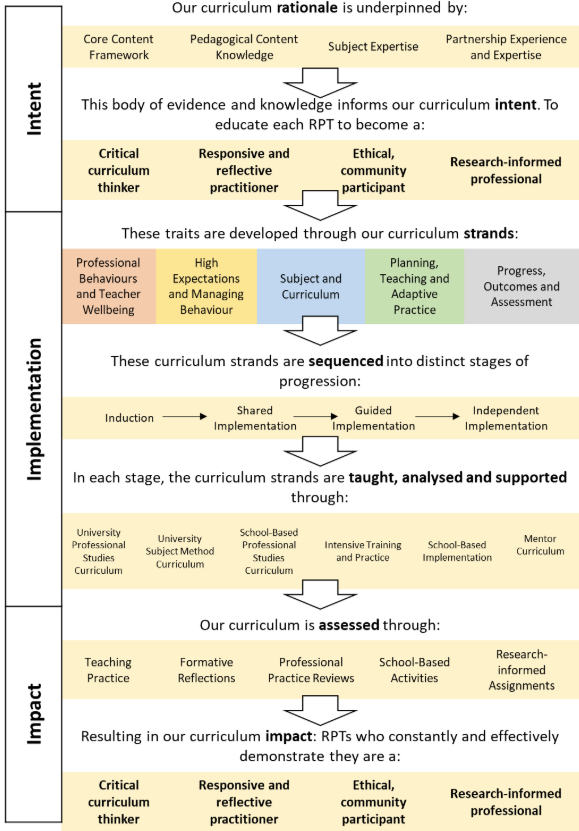 Intent
Our curriculum rationale is underpinned by:
Core Content
Framework
Pedagogical Content
Knowledge
Subject Expertise
Partnership Experience
and Expertise
This body of evidence and knowledge informs our curriculum intent. To
educate each RPT to become a:
Critical
curriculum
thinker
Responsive and
reflective
practitioner
Ethical,
community
participant
Research-informed
professional
Implementation
These traits are developed through our curriculum strands:
Professional
Behaviours
and Teacher
Wellbeing
High
Expectations
and Managing
Behaviour
Subject and
Curriculum
Planning,
Teaching and
Adaptive
Practice
Progress,
Outcomes and
Assessment
These curriculum strands are sequenced into distinct stages of
progression:
Induction
Shared
Implementation
Guided
Implementation
Independent
Implementation
In each stage, the curriculum strands are taught, analysed and supported
through:
University
Professional
Studies
Curriculum
University
Subject Method
Curriculum
School-Based
Professional
Studies
Curriculum
Intensive Training
and Practice
School-Based
Implementation
Mentor
Curriculum
Impact
Our curriculum is assessed through:
Teaching
Practice
Formative
Reflections
Professional
Practice Reviews
School-Based
Activities
Research-
informed
Assignments
Resulting in our curriculum impact: RPTs who constantly and effectively
demonstrate they are a:
Critical
curriculum
thinker
Responsive and
reflective
practitioner
Ethical,
community
participant
Research-informed
professional